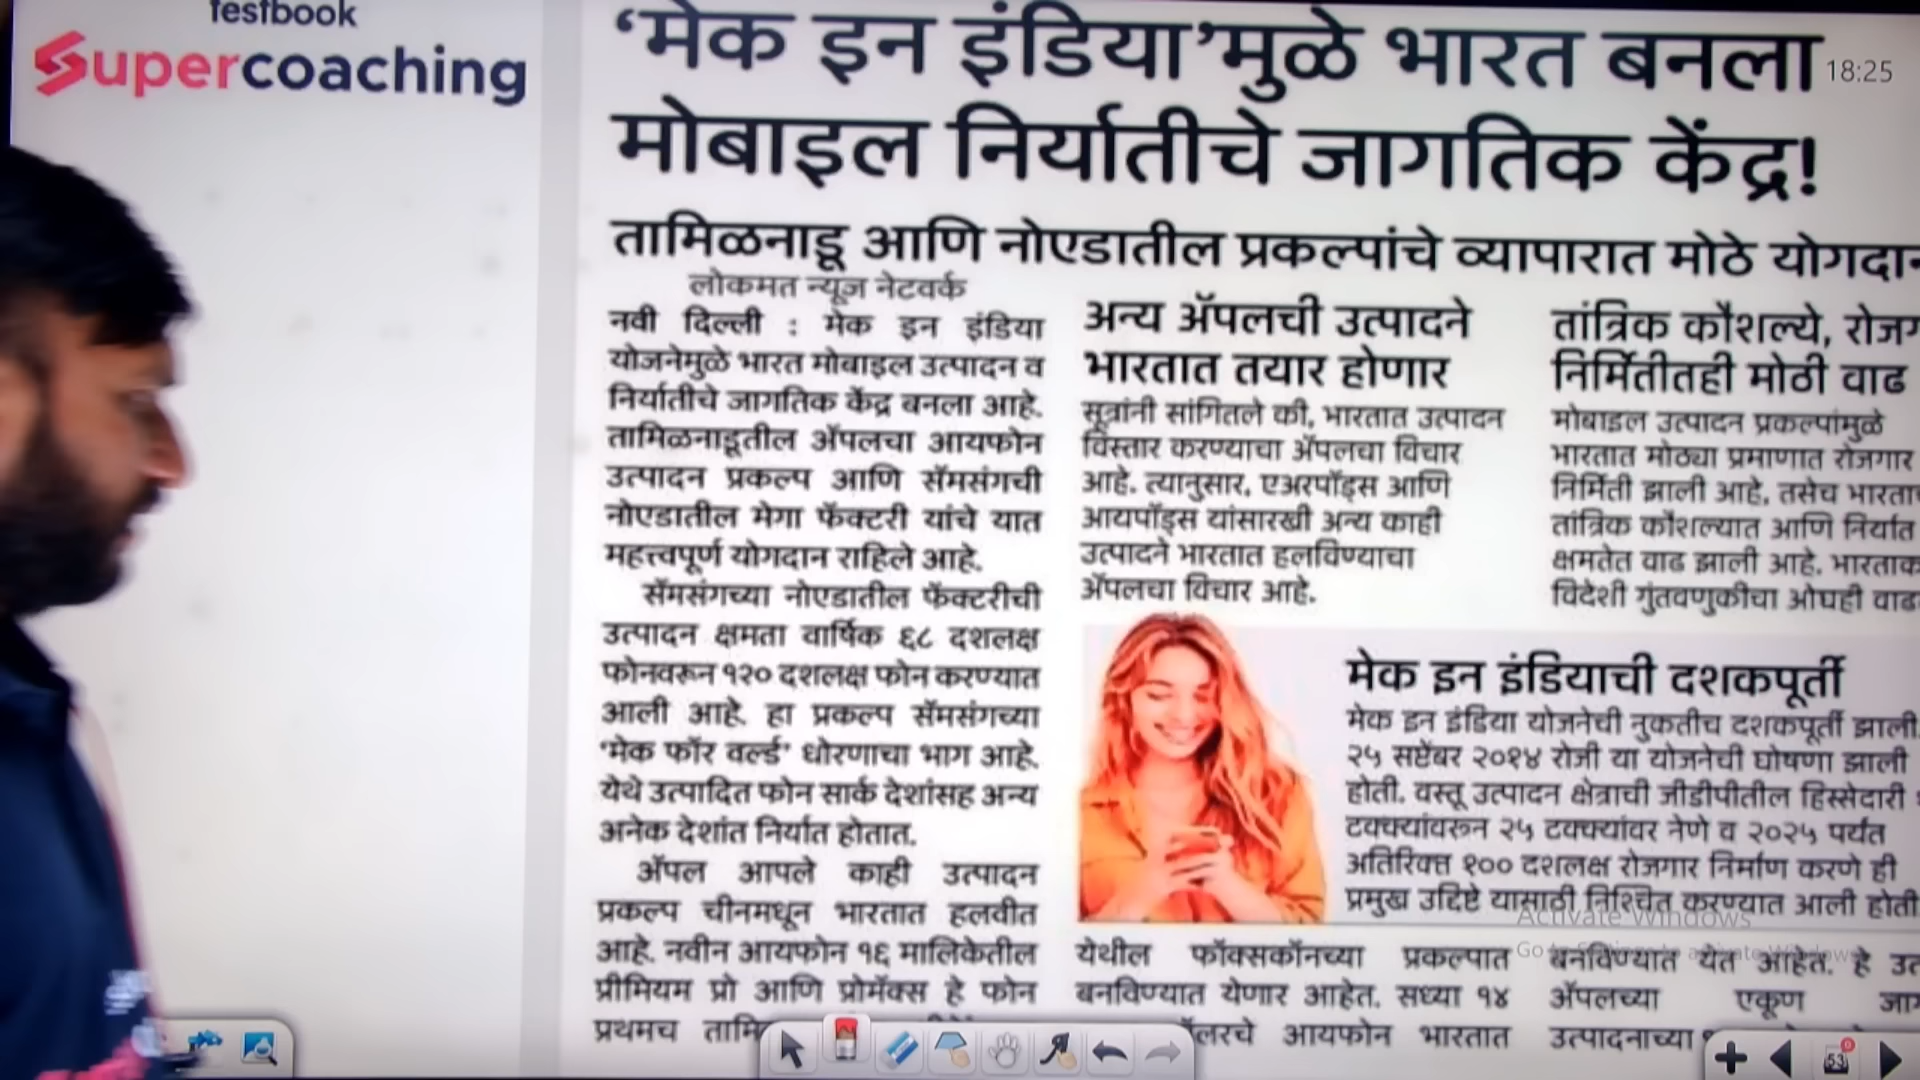 testbook
Supercoaching
'मेक इन इंडिया'मुळे भारत बनला
18:25
मोबाइल निर्यातीचे जागतिक केंद्र!
तामिळनाडू आणि नोएडातील प्रकल्पांचे व्यापारात मोठे योगदान
लोकमत न्यूज नेटवर्क
नवी दिल्ली : मेक इन इंडिया
योजनेमुळे भारत मोबाइल उत्पादन व
निर्यातीचे जागतिक केंद्र बनला आहे.
तामिळनाडूतील ॲपलचा आयफोन
उत्पादन प्रकल्प आणि सॅमसंगची
नोएडातील मेगा फॅक्टरी यांचे यात
महत्त्वपूर्ण योगदान राहिले आहे.
सॅमसंगच्या नोएडातील फॅक्टरीची
उत्पादन क्षमता वार्षिक ६८ दशलक्ष
फोनवरून १२० दशलक्ष फोन करण्यात
आली आहे. हा प्रकल्प सॅमसंगच्या
'मेक फॉर वर्ल्ड' धोरणाचा भाग आहे.
येथे उत्पादित फोन सार्क देशांसह अन्य
अनेक देशांत निर्यात होतात.
ॲपल आपले काही उत्पादन
प्रकल्प चीनमधून भारतात हलवीत
आहे. नवीन आयफोन १६ मालिकेतील
प्रीमियम प्रो आणि प्रोमॅक्स हे फोन
प्रथमच
अन्य ॲपलची उत्पादने
भारतात तयार होणार
सूत्रांनी सांगितले की, भारतात उत्पादन
विस्तार करण्याचा ॲपलचा विचार
आहे. त्यानुसार, एअरपॉड्स आणि
आयपॉड्स यांसारखी अन्य काही
उत्पादने भारतात हलविण्याचा
ॲपलचा विचार आहे.
तांत्रिक कौशल्ये,
निर्मितीतही मोठी वाढ
मोबाइल उत्पादन प्रकल्पांमुळे
भारतात मोठ्या प्रमाणात रोजगार
निर्मिती झाली आहे, तसेच
तांत्रिक कौशल्यात आणि निर्यात
क्षमतेत वाढ झाली आहे.
विदेशी गुंतवणुकीचा ओघही
मेक इन इंडियाची दशकपूर्ती
मेक इन इंडिया योजनेची नुकतीच दशकपूर्ती झाली.
२५ सप्टेंबर २०१४ रोजी या योजनेची घोषणा झाली
होती. वस्तू उत्पादन क्षेत्राची जीडीपीतील हिस्सेदारी
टक्क्यांवरून २५ टक्क्यांवर नेणे व २०२५ पर्यंत
अतिरिक्त १०० दशलक्ष रोजगार निर्माण करणे ही
प्रमुख उद्दिष्टे यासाठी निश्चित करण्यात आली होती.
येथील फॉक्सकॉनच्या प्रकल्पात
बनविण्यात येणार आहेत. सध्या १४
आयफोन भारतात
बनविण्यात येत आहेत. हे
ॲपलच्या एकूण
उत्पादनाच्या
Activate Windows
Go to Settings to activate Windows.
53